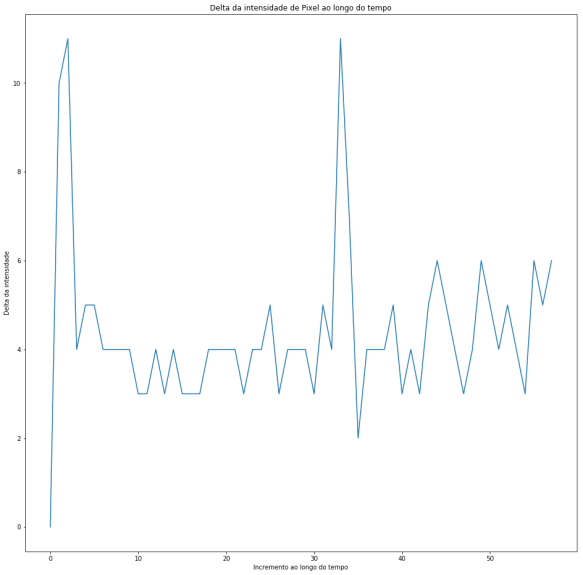 Delta da intensidade de Pixel ao longo do tempo
Delta da intensidade
10
8
6
4
2
0
0 10 20 30 40 50
Incremento ao longo do tempo